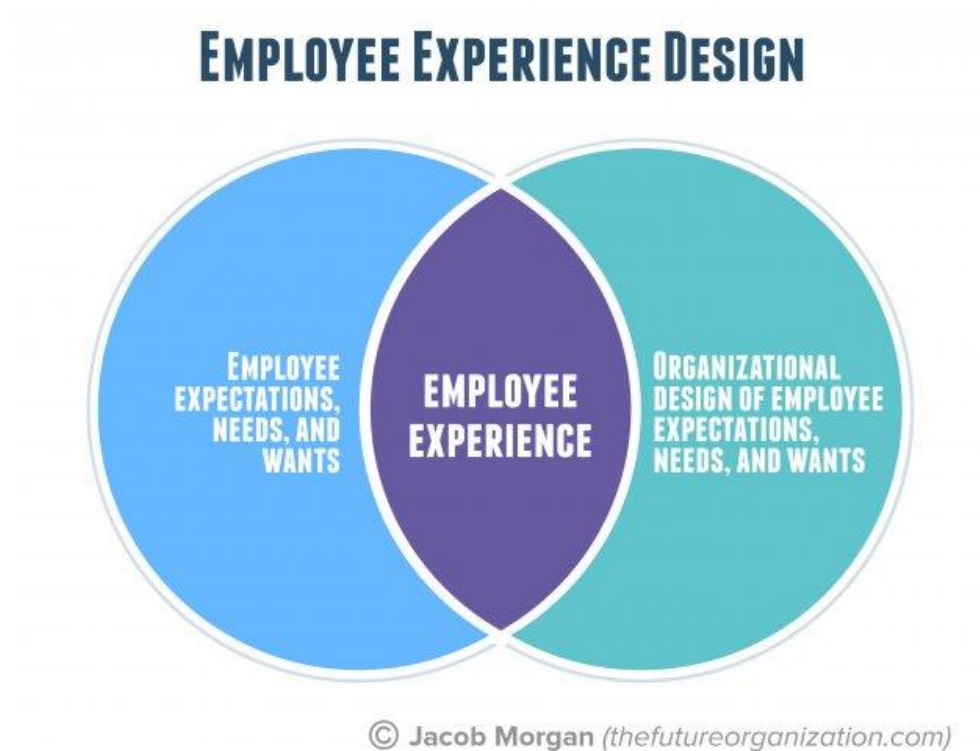 EMPLOYEE EXPERIENCE DESIGN
EMPLOYEE
EXPECTATIONS,
NEEDS, AND
WANTS
EMPLOYEE
EXPERIENCE
ORGANIZATIONAL
DESIGN OF EMPLOYEE
EXPECTATIONS,
NEEDS, AND WANTS
© Jacob Morgan (thefutureorganization.com)